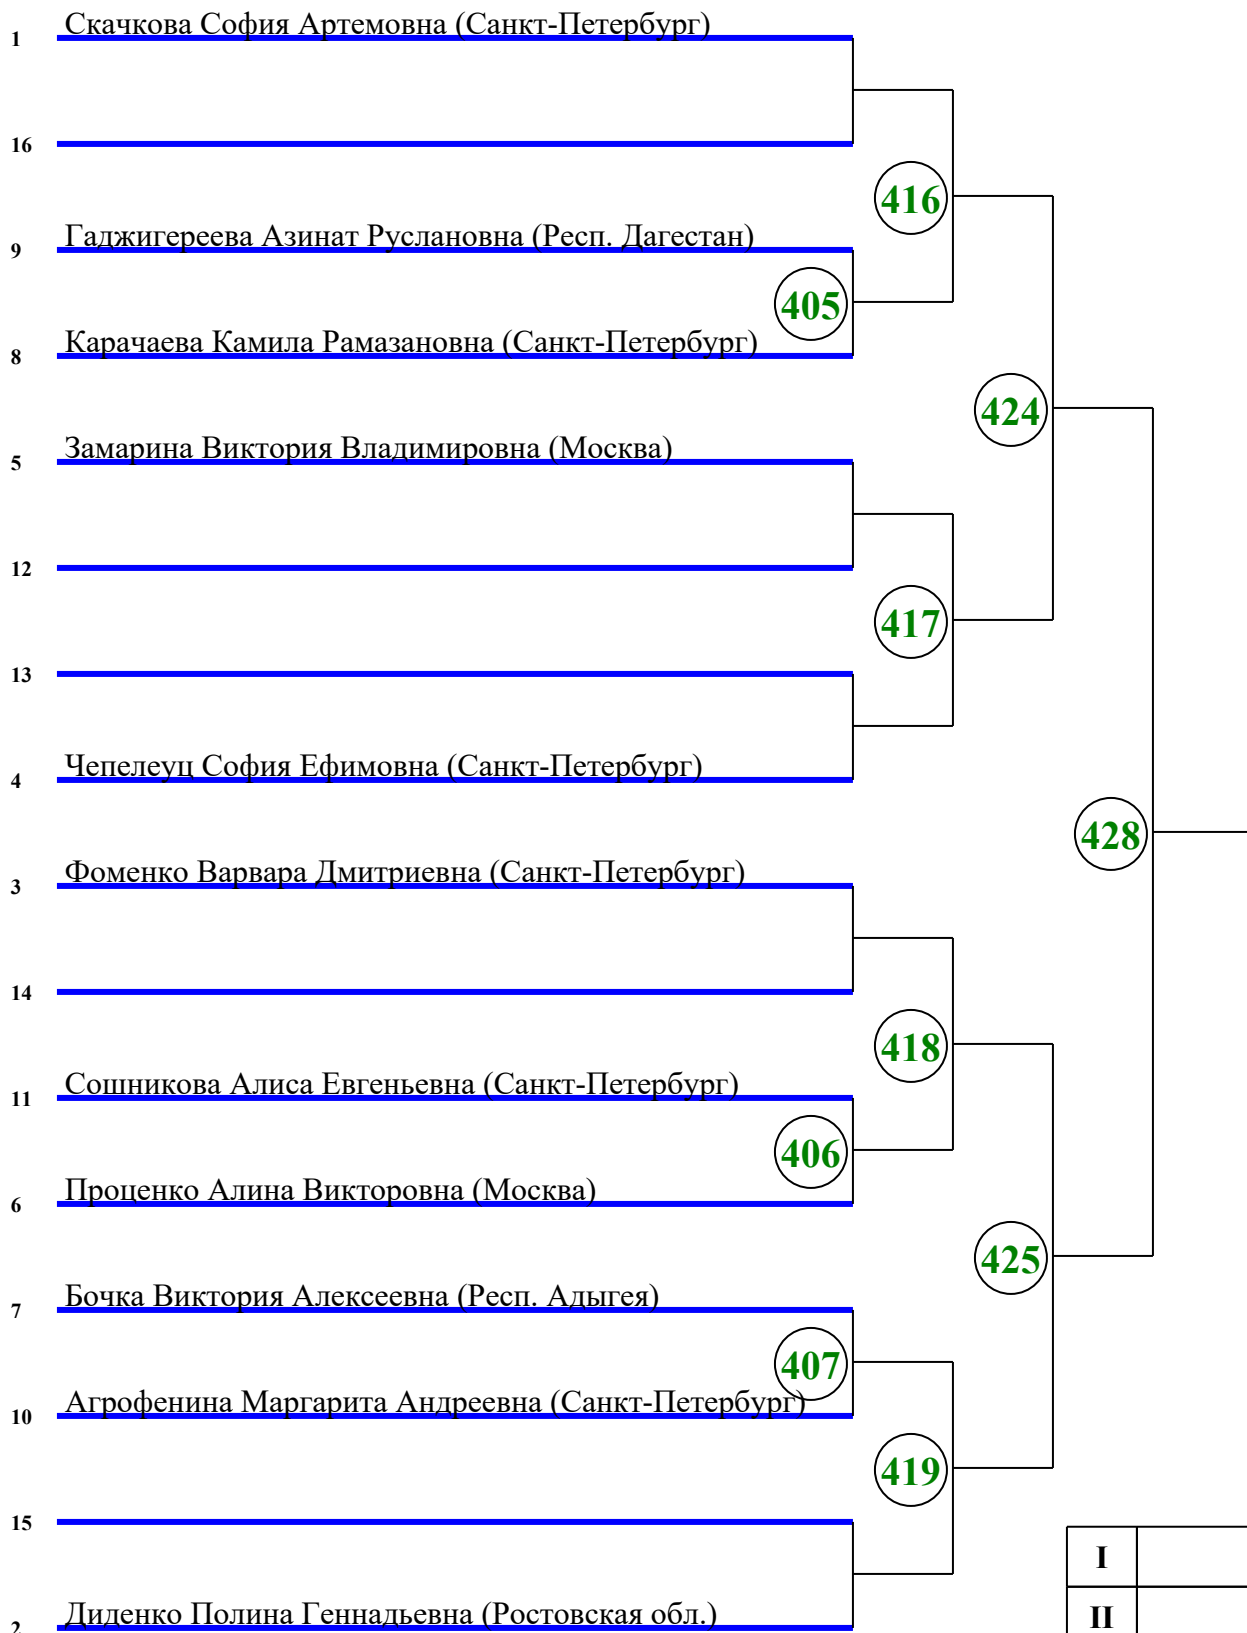 1 Скачкова София Артемовна (Санкт-Петербург)
16
416
9 Гаджигереева Азинат Руслановна (Респ. Дагестан)
405
8 Карачаева Камила Рамазановна (Санкт-Петербург)
424
5 Замарина Виктория Владимировна (Москва)
12
417
13
4 Чепелеуц София Ефимовна (Санкт-Петербург)
428
3 Фоменко Варвара Дмитриевна (Санкт-Петербург)
14
418
11 Сошникова Алиса Евгеньевна (Санкт-Петербург)
406
6 Проценко Алина Викторовна (Москва)
425
7 Бочка Виктория Алексеевна (Респ. Адыгея)
407
10 Агрофенина Маргарита Андреевна (Санкт-Петербург)
419
15
I
2 Диденко Полина Геннадьевна (Ростовская обл.)
II